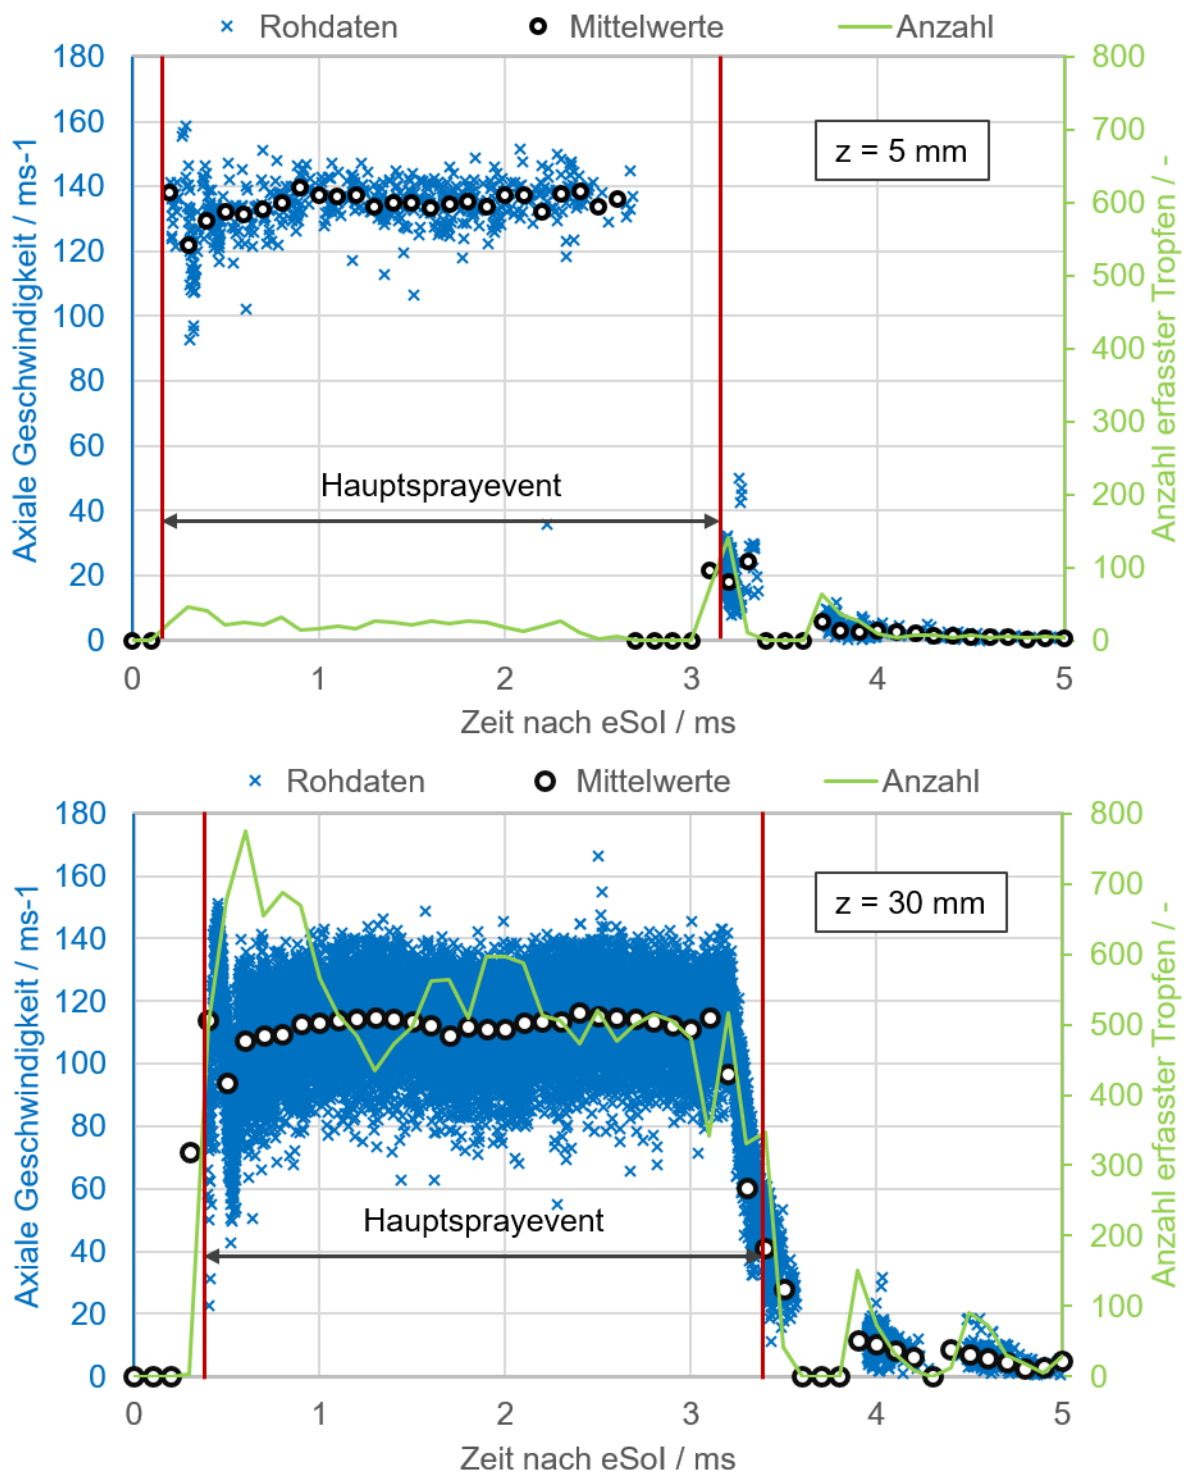 Rohdaten Mittelwerte Anzahl
180 800
160 700
140 600
120 500
100 400
80 300
60 200
40 100
20 0
0
Axiale Geschwindigkeit / ms-1
Anzahl erfasster Tropfen / -
z = 5 mm
Hauptsprayevent
0 1 2 3 4 5
Zeit nach eSoI / ms
Rohdaten Mittelwerte Anzahl
180 800
160 700
140 600
120 500
100 400
80 300
60 200
40 100
20 0
0
Axiale Geschwindigkeit / ms-1
Anzahl erfasster Tropfen / -
z = 30 mm
Hauptsprayevent
0 1 2 3 4 5
Zeit nach eSoI / ms